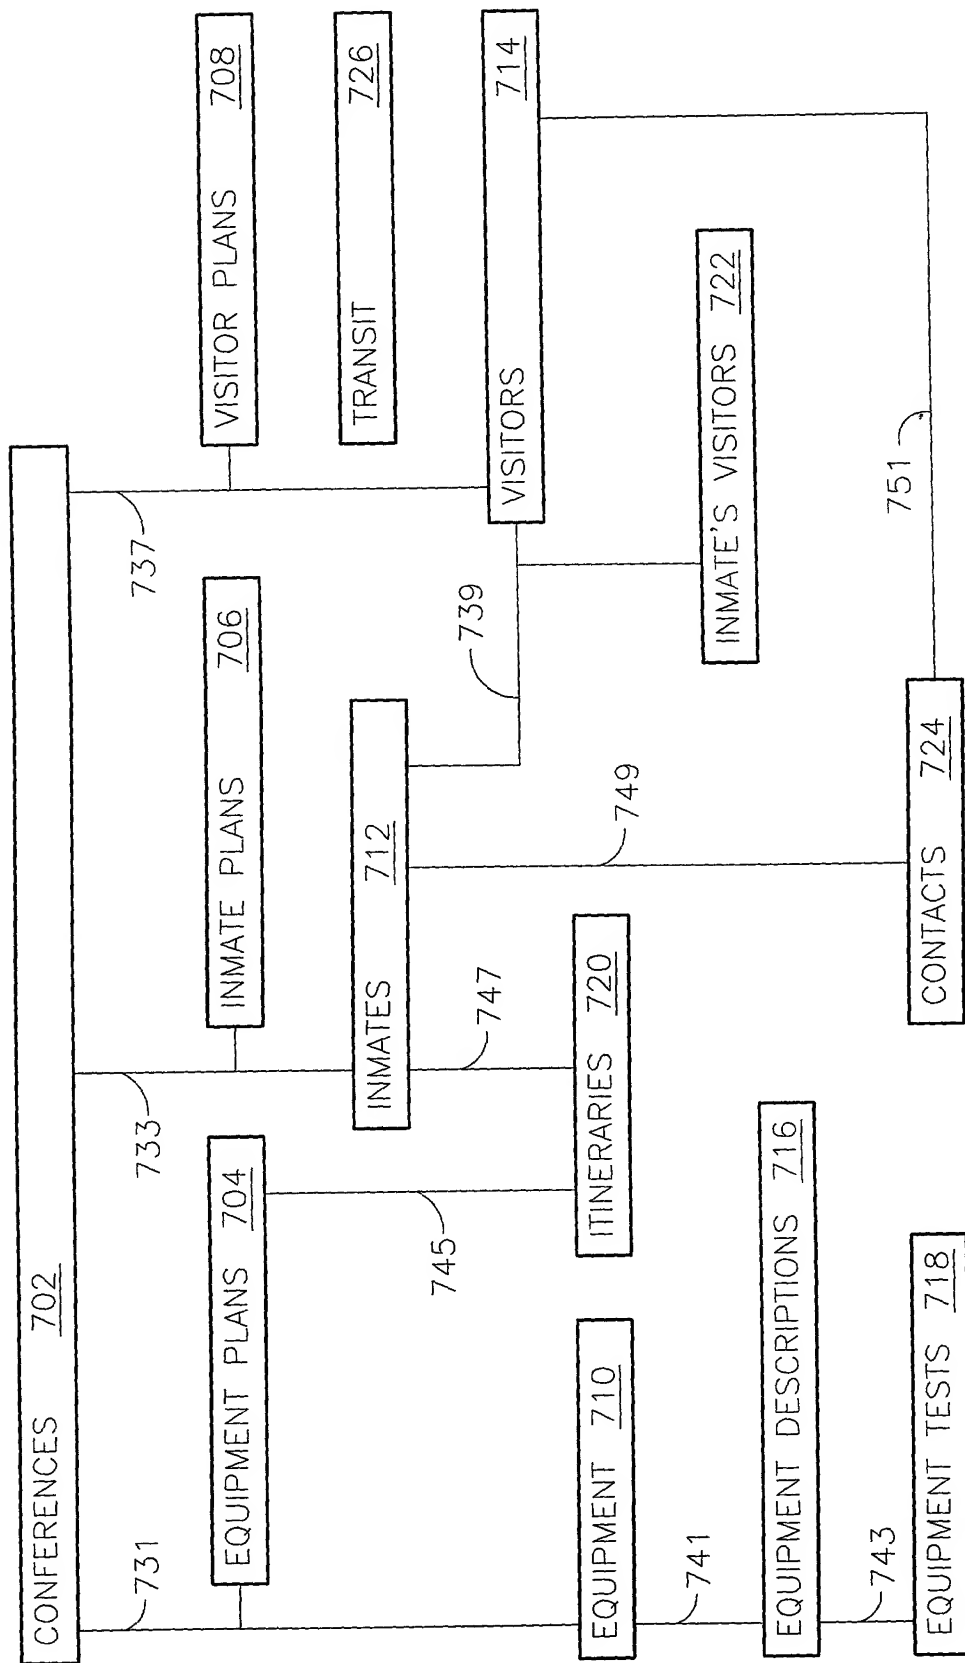 CONFERENCES 702
731
733
737
EQUIPMENT PLANS 704
INMATE PLANS 706
VISITOR PLANS 708
TRANSIT 726
745
INMATES 712
747
739
VISITORS 714
EQUIPMENT 710
ITINERARIES 720
749
741
INMATE'S VISITORS 722
EQUIPMENT DESCRIPTIONS 716
743
751
EQUIPMENT TESTS 718
CONTACTS 724